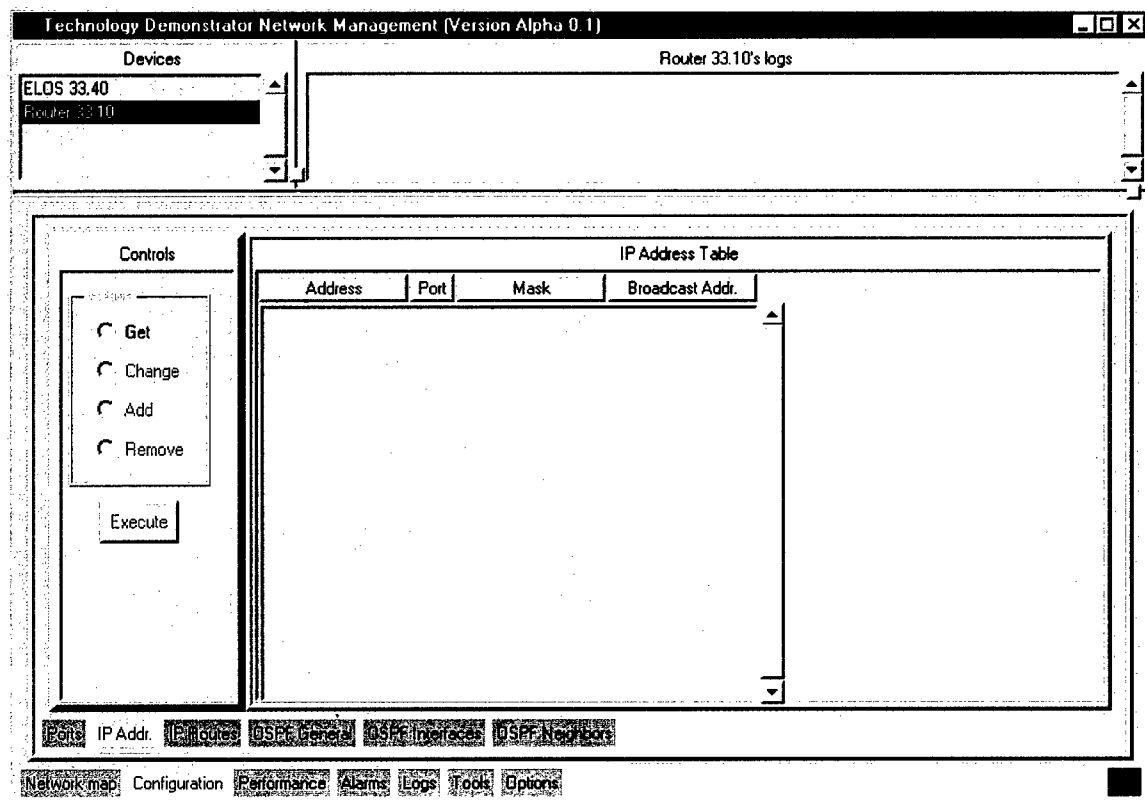 Technology Demonstrator Network Management (Version Alpha 0.1)
Devices
Router 33.10's logs
ELOS 33.40
Router 33.10
Controls
IP Address Table
Address Port Mask Broadcast Addr.
Get
Change
Add
Remove
Execute
Ports IP Addr. IP Routes OSPF General OSPF Interfaces OSPF Neighbors
Network map Configuration Performance Alarms Logs Tools Options